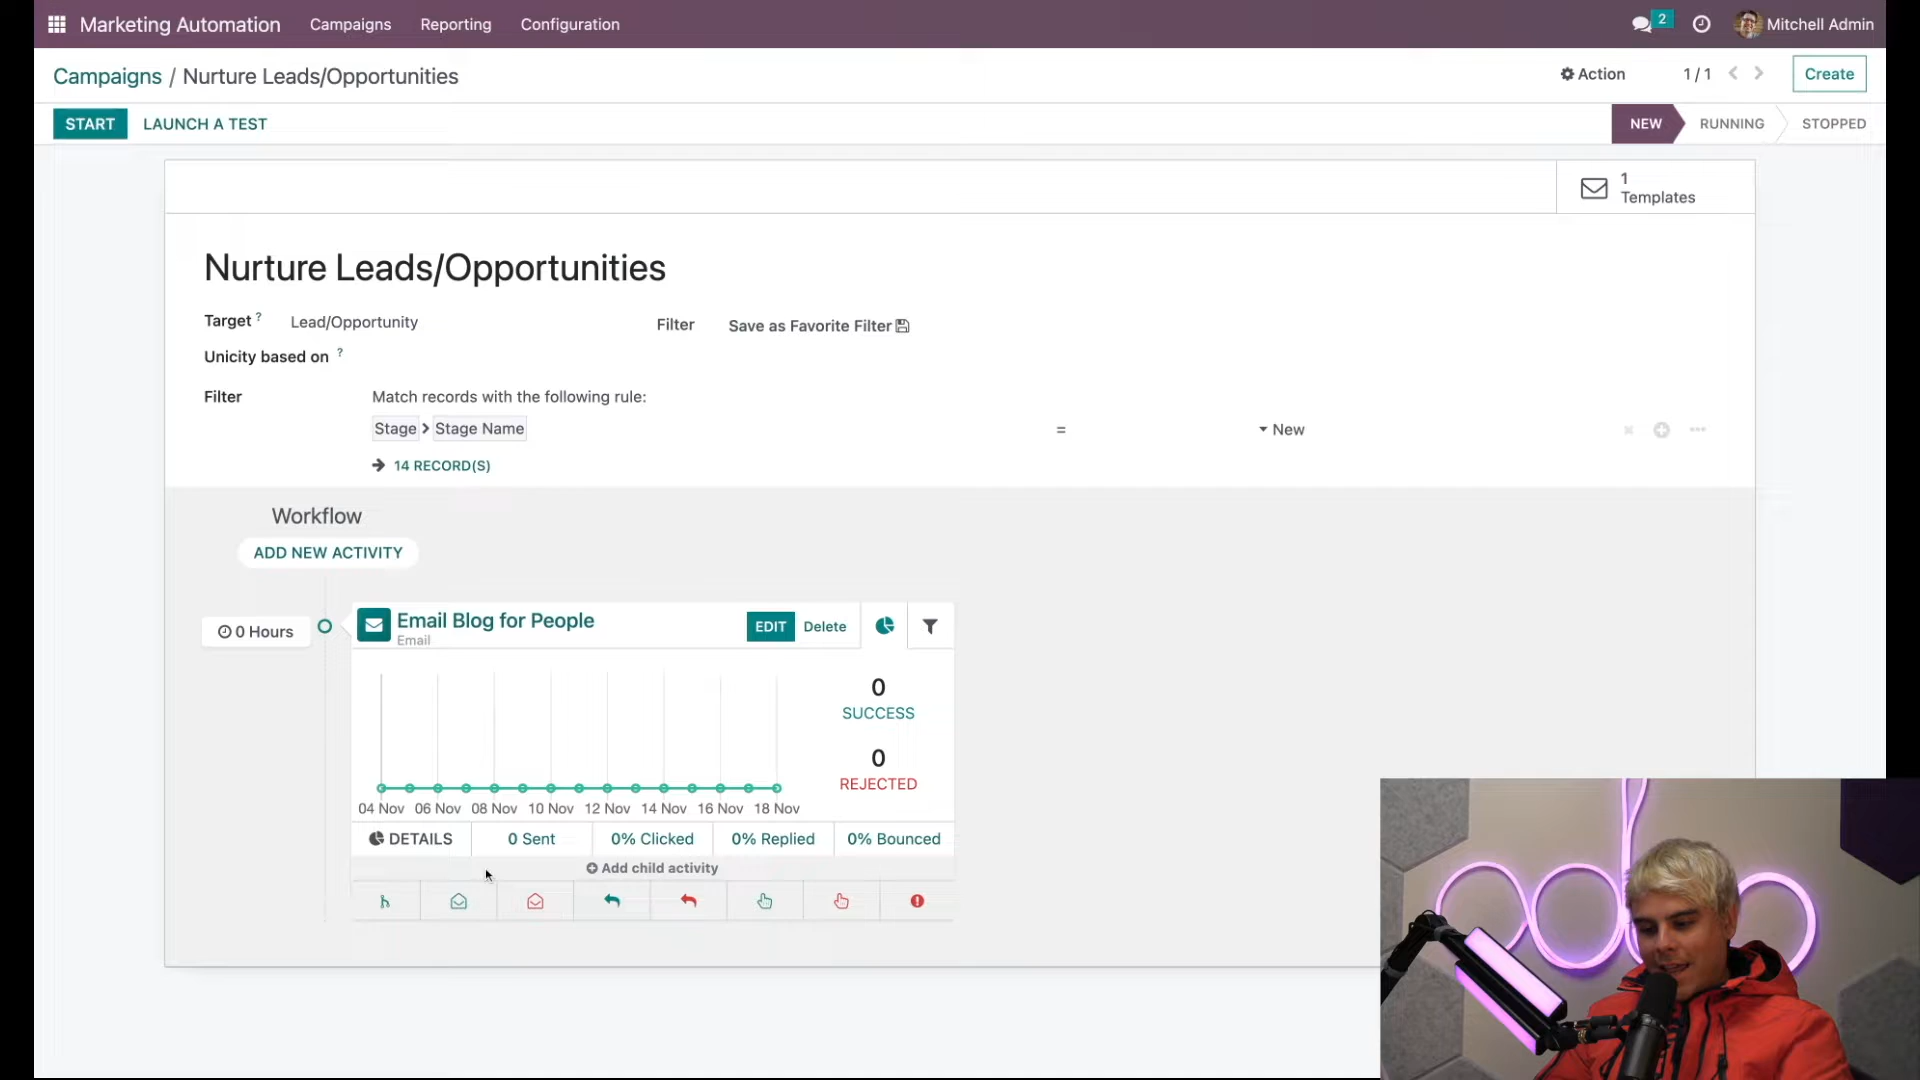 Marketing Automation Campaigns Reporting Configuration 2 Mitchell Admin
Campaigns / Nurture Leads/Opportunities Action 1 / 1 Create
START LAUNCH A TEST NEW RUNNING STOPPED
1
Templates
Nurture Leads/Opportunities
Target ? Lead/Opportunity Filter Save as Favorite Filter
Unicity based on ?
Filter Match records with the following rule:
Stage > Stage Name = New
14 RECORD(S)
Workflow
ADD NEW ACTIVITY
0 Hours
Email Blog for People EDIT Delete
Email
0
SUCCESS
0
REJECTED
04 Nov 06 Nov 08 Nov 10 Nov 12 Nov 14 Nov 16 Nov 18 Nov
DETAILS 0 Sent 0% Clicked 0% Replied 0% Bounced
Add child activity
odoo